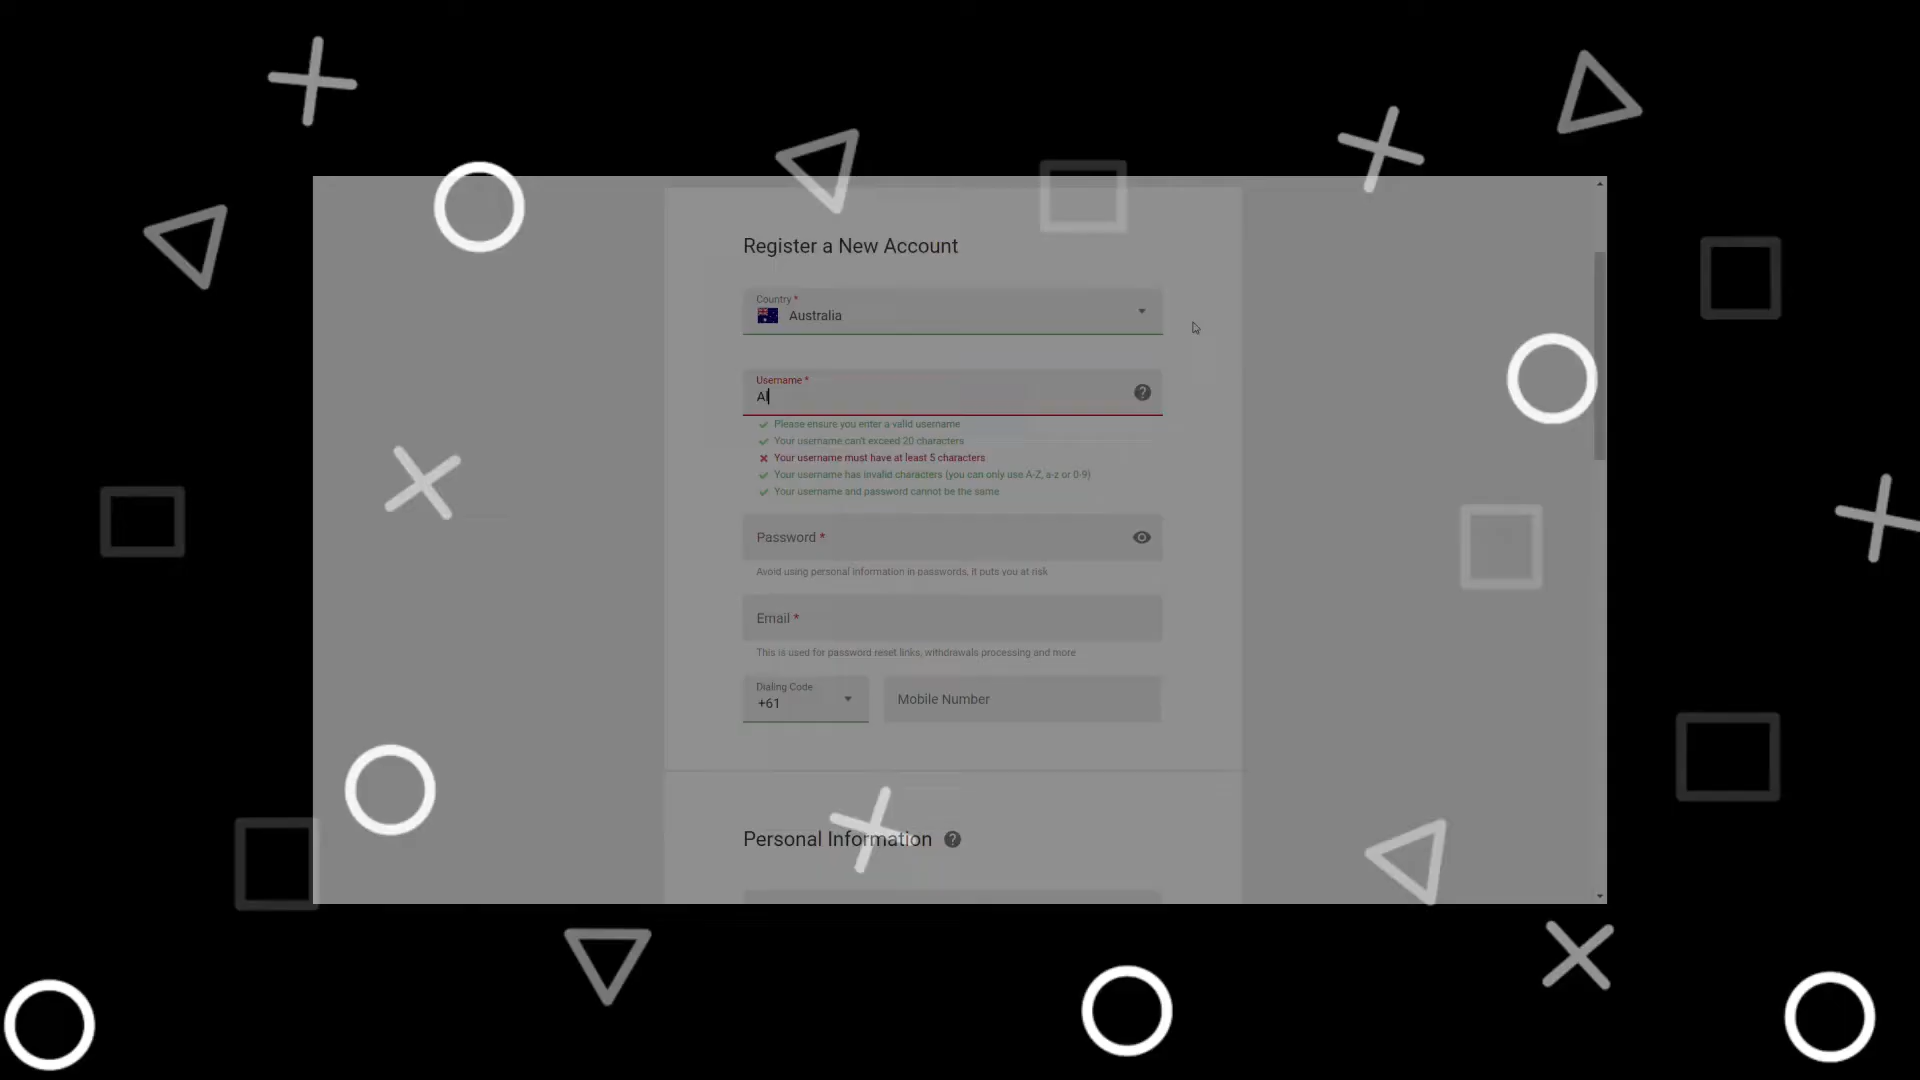 Register a New Account
Country *
Australia
Username *
Al
Please ensure you enter a valid username
Your username can't exceed 20 characters
Your username must have at least 5 characters
Your username has invalid characters (you can only use A-Z, a-z or 0-9)
Your username and password cannot be the same
Password *
Avoid using personal information in passwords, it puts you at risk
Email *
This is used for password reset links, withdrawals processing and more
Dialing Code
+61
Mobile Number
Personal Information